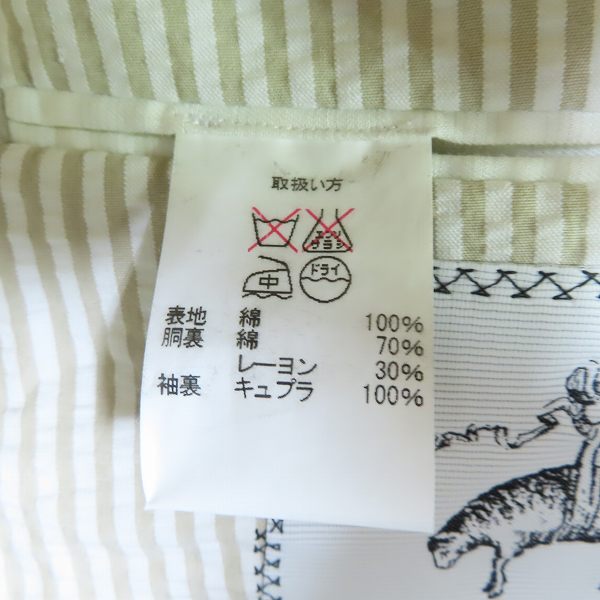 取扱い方
エンソ
サラシ
中 ドライ
表地 綿 100%
胴裏 綿 70%
レーヨン 30%
袖裏 キュプラ 100%